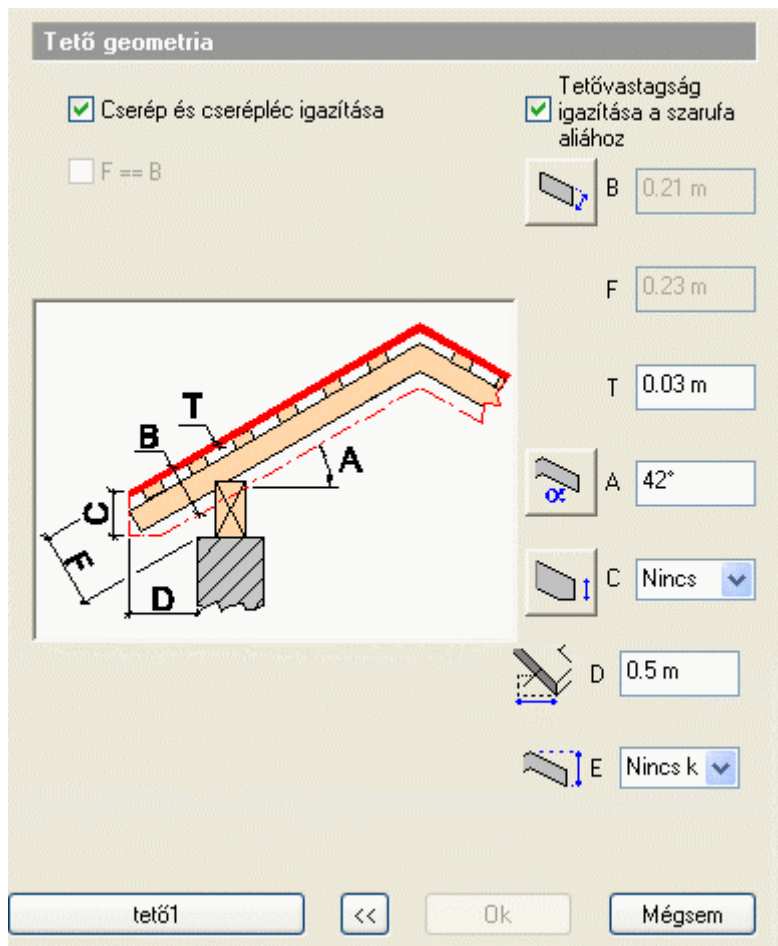 Tető geometria
Cserép és cserépléc igazítása
Tetővastagság
igazítása a szarufa
aliához
F == B
B 0.21 m
F 0.23 m
T 0.03 m
A 42°
α
C Nincs
D 0.5 m
E Nincs k
T
B
A
C
F
D
tető1
<<
Ok
Mégsem